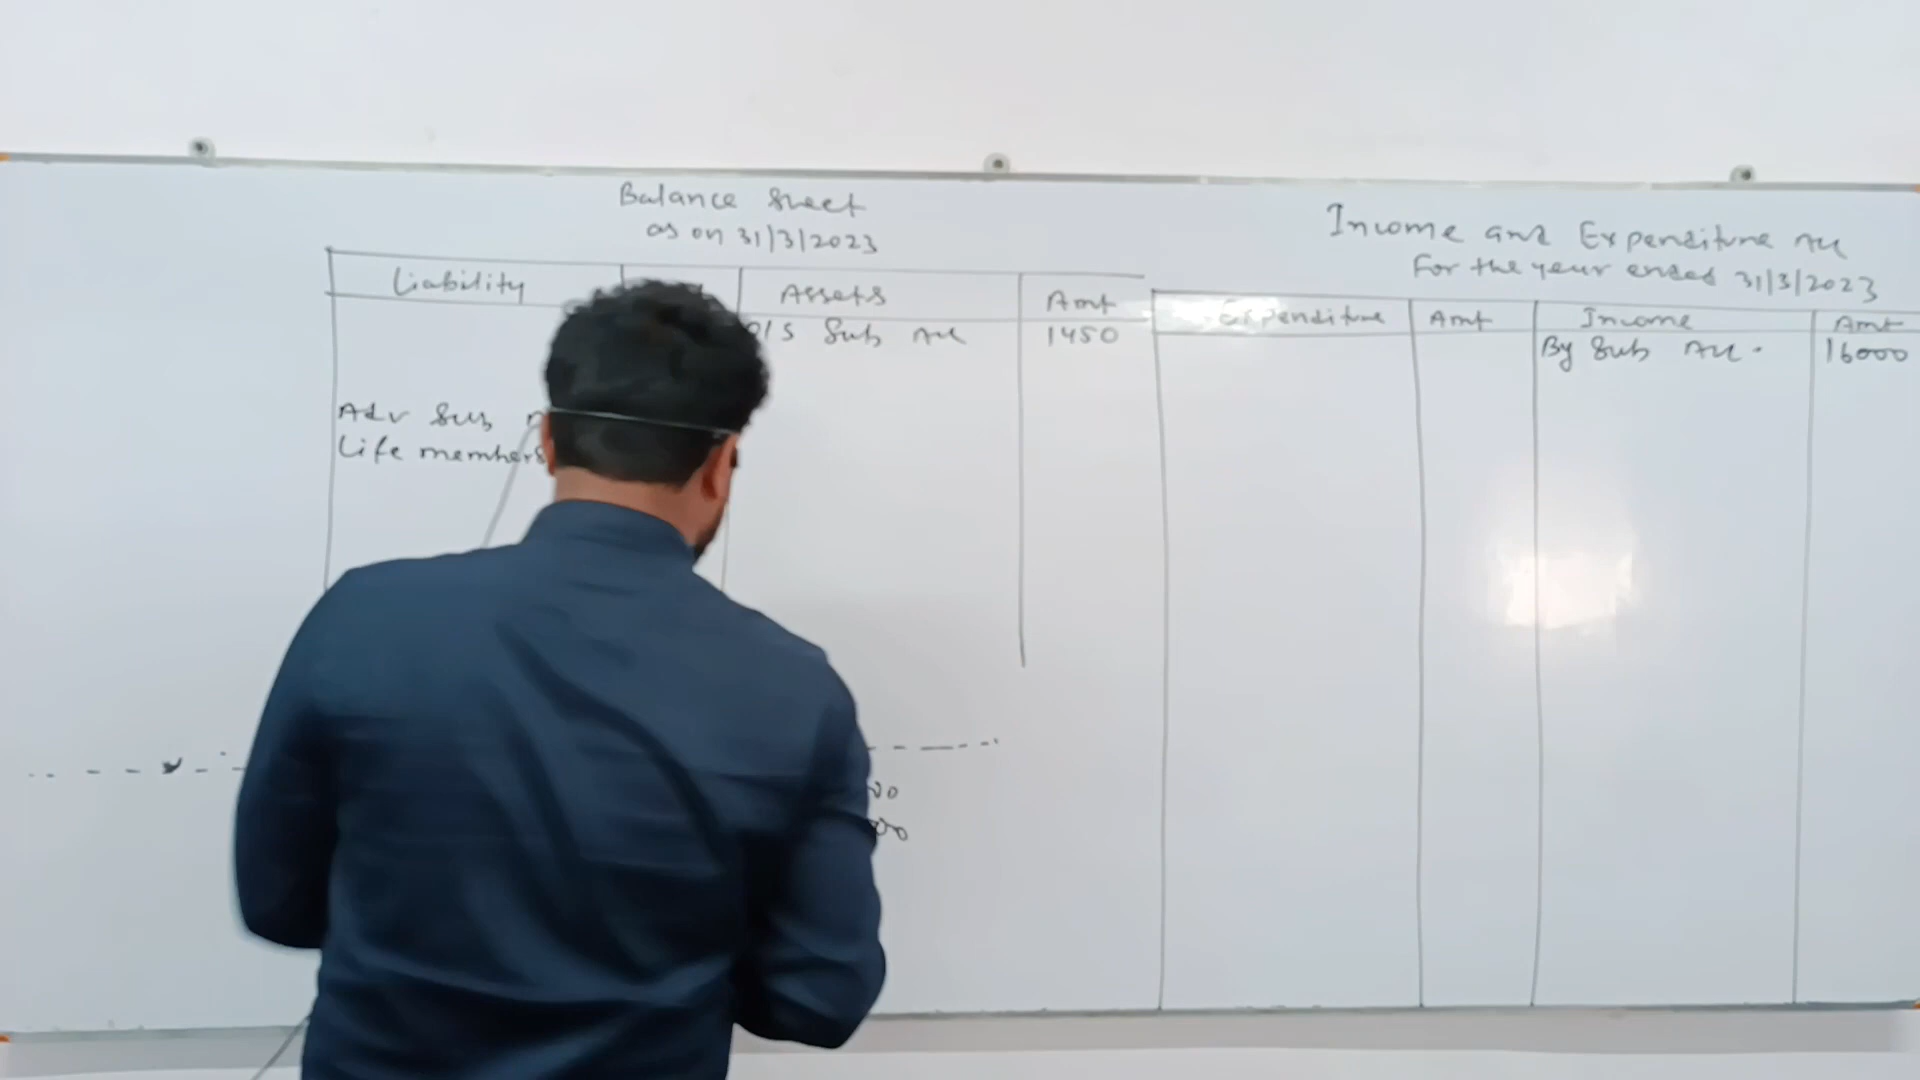 Balance Sheet
as on 31/3/2023
Liability Assets Amt
O/S Sub A/c 1450
Adv Sub
Life members
Income and Expenditure A/c
For the year ended 31/3/2023
Expenditure Amt Income Amt
By Sub A/c. 16000